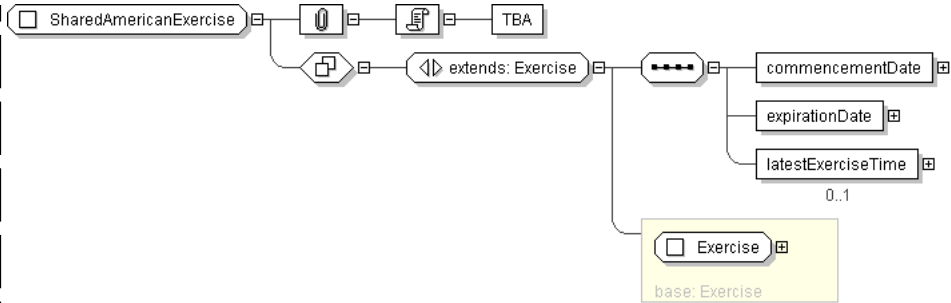 SharedAmericanExercise
TBA
extends: Exercise
commencementDate
expirationDate
latestExerciseTime
0..1
Exercise
base: Exercise